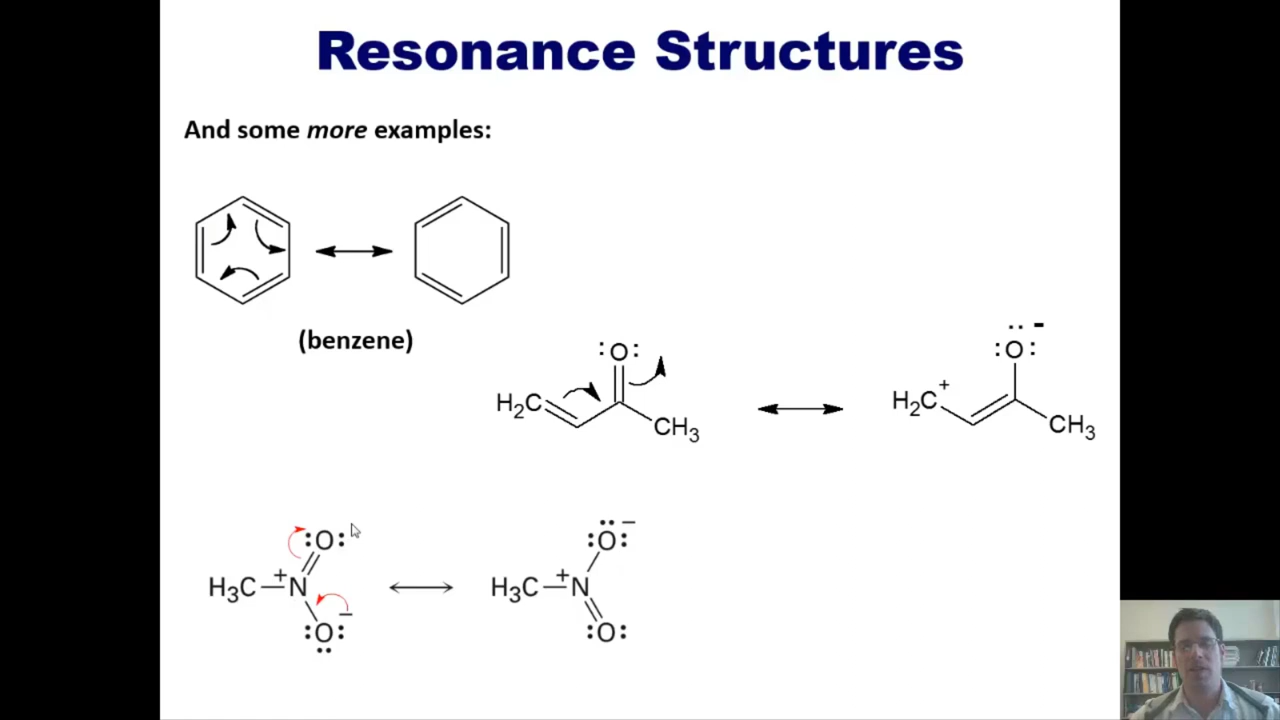 Resonance Structures
And some more examples:
(benzene)
:O:
H₂C
CH₃
:O: -
H₂C +
CH₃
:O:
H₃C + N
:O: −
:O: −
H₃C + N
:O: